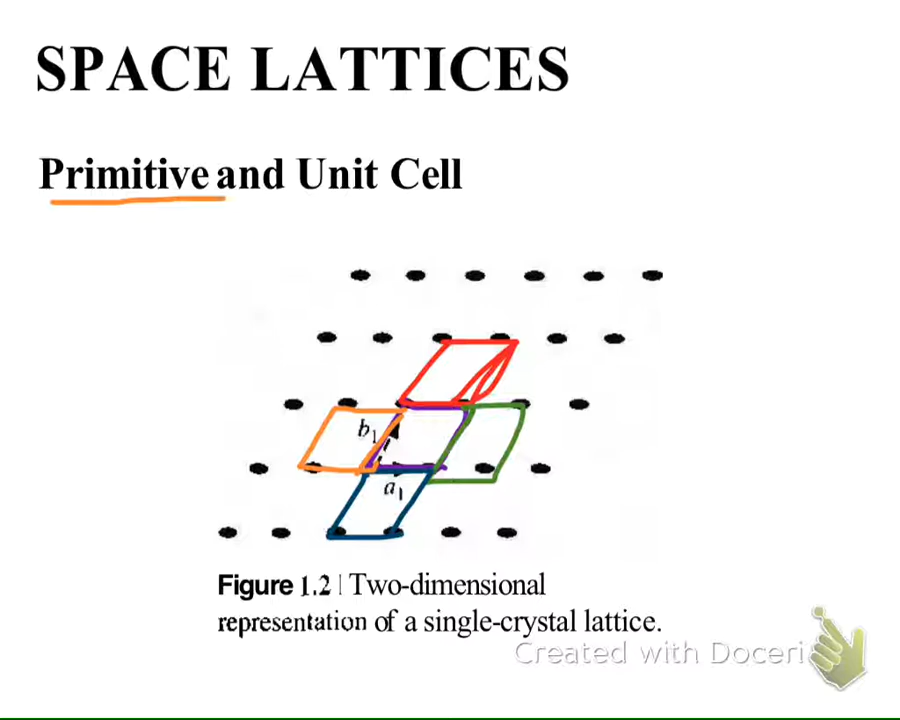 SPACE LATTICES
Primitive and Unit Cell
b1
a1
Figure 1.2 | Two-dimensional
representation of a single-crystal lattice.
Created with Doceri